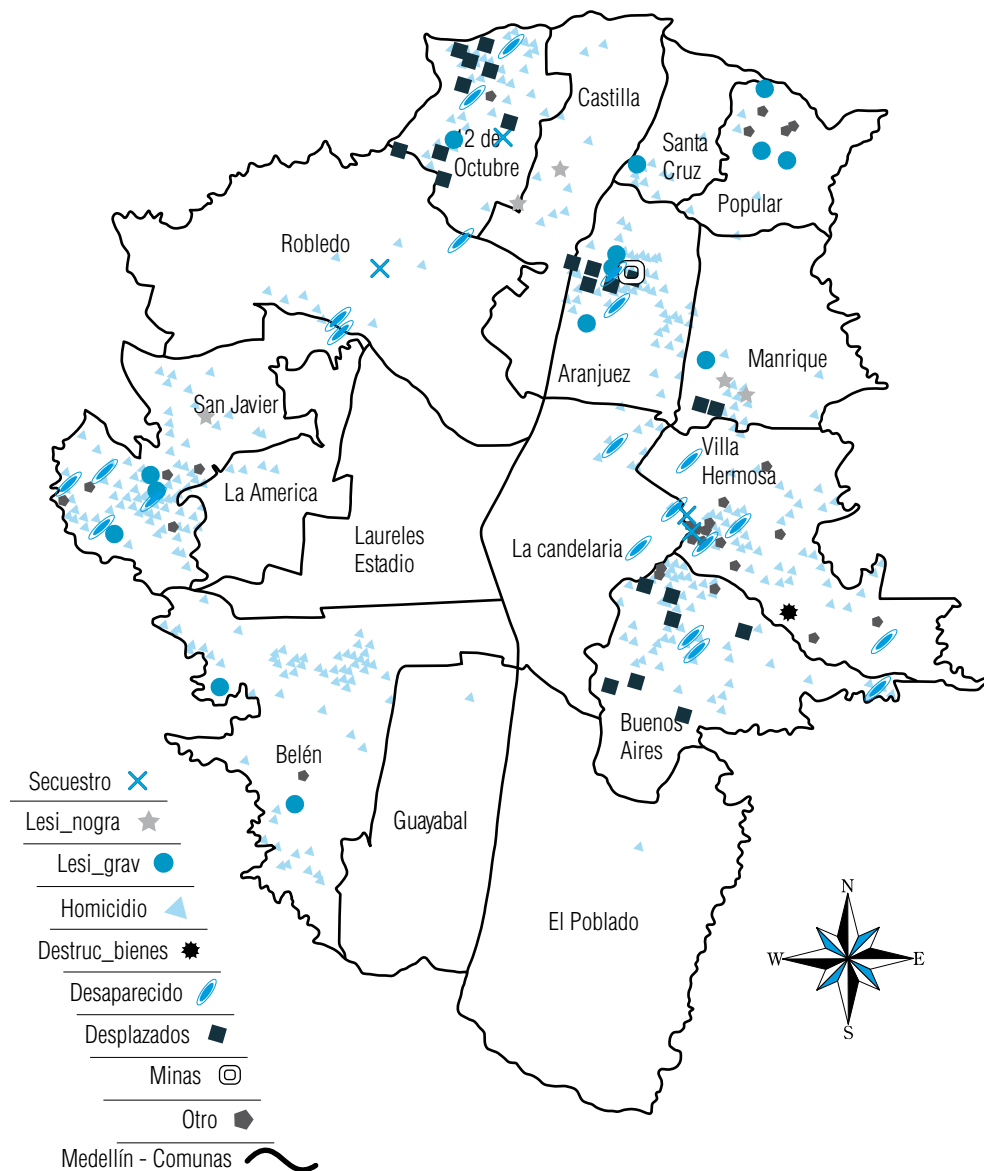 Castilla
12 de
Octubre
Santa
Cruz
Popular
Robledo
Aranjuez
Manrique
San Javier
Villa
Hermosa
La America
Laureles
Estadio
La candelaria
Buenos
Aires
Belén
Guayabal
El Poblado
Secuestro
Lesi_nogra
Lesi_grav
Homicidio
Destruc_bienes
Desaparecido
Desplazados
Minas
Otro
Medellín - Comunas
N
W
E
S